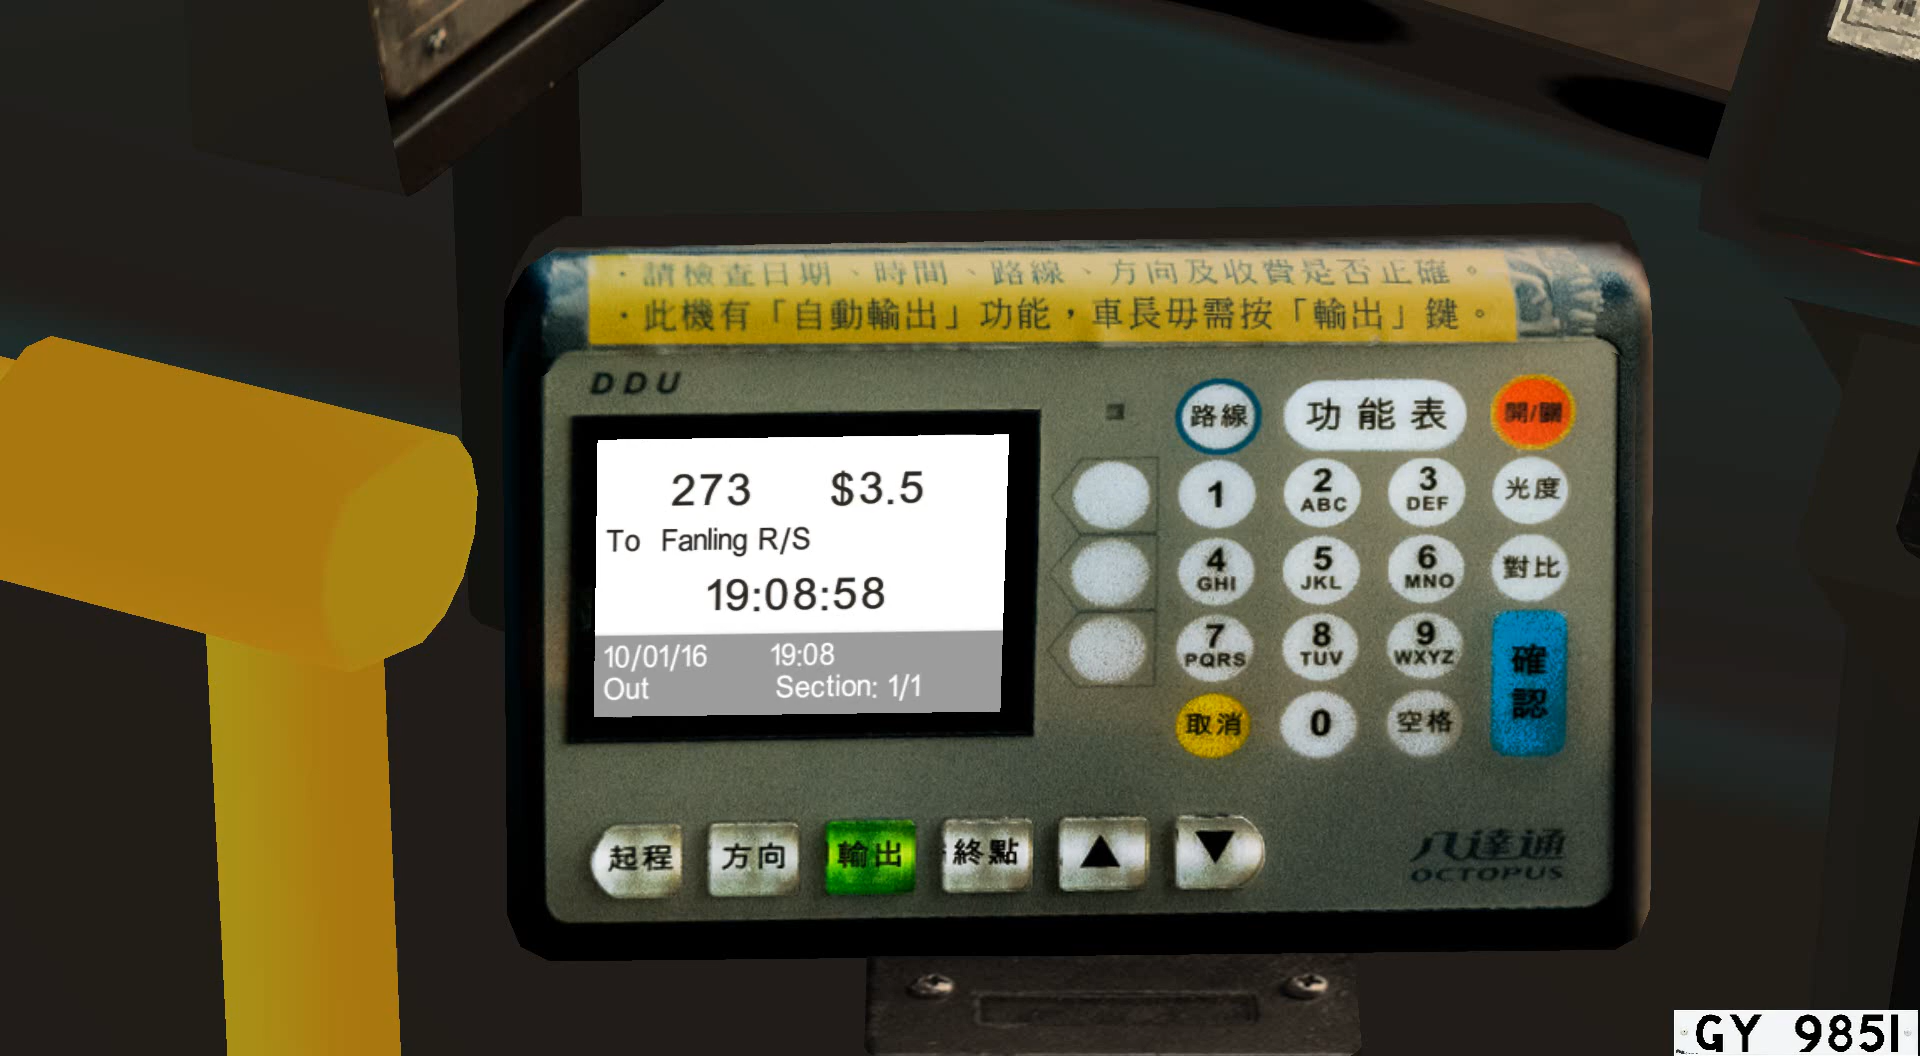 ·請檢查日期、時間、路線、方向及收費是否正確。
·此機有「自動輸出」功能，車長毋需按「輸出」鍵。
DDU
273 $3.5
To Fanling R/S
19:08:58
10/01/16 19:08
Out Section: 1/1
路線 功能表 開/關
1 2 ABC 3 DEF 光度
4 GHI 5 JKL 6 MNO 對比
7 PQRS 8 TUV 9 WXYZ 確認
取消 0 空格
起程 方向 輸出 終點 ▲ ▼
八達通
OCTOPUS
GY 9851